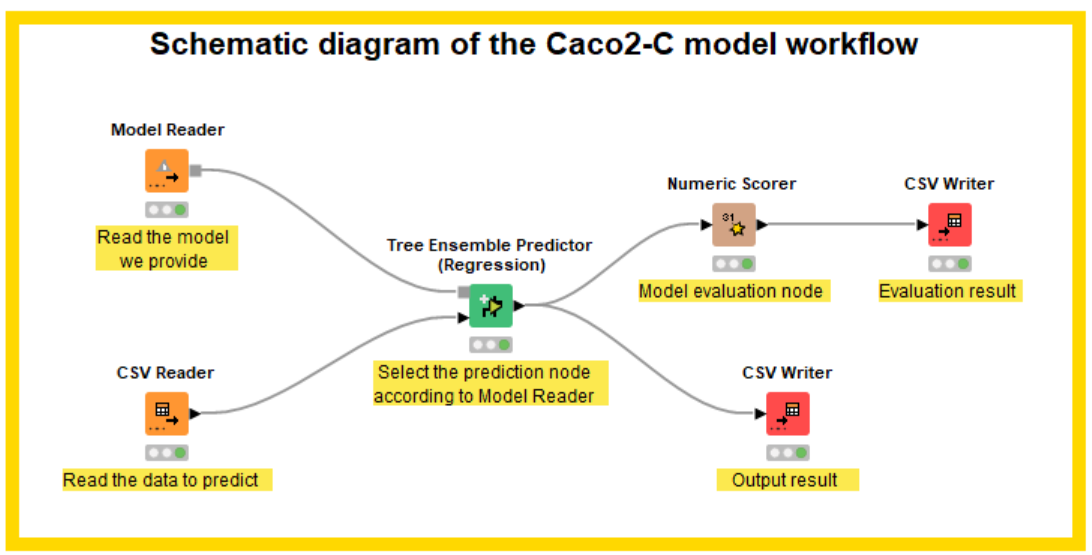 Schematic diagram of the Caco2-C model workflow
Model Reader
Read the model
we provide
CSV Reader
Read the data to predict
Tree Ensemble Predictor
(Regression)
Select the prediction node
according to Model Reader
Numeric Scorer
31
Model evaluation node
CSV Writer
Evaluation result
CSV Writer
Output result